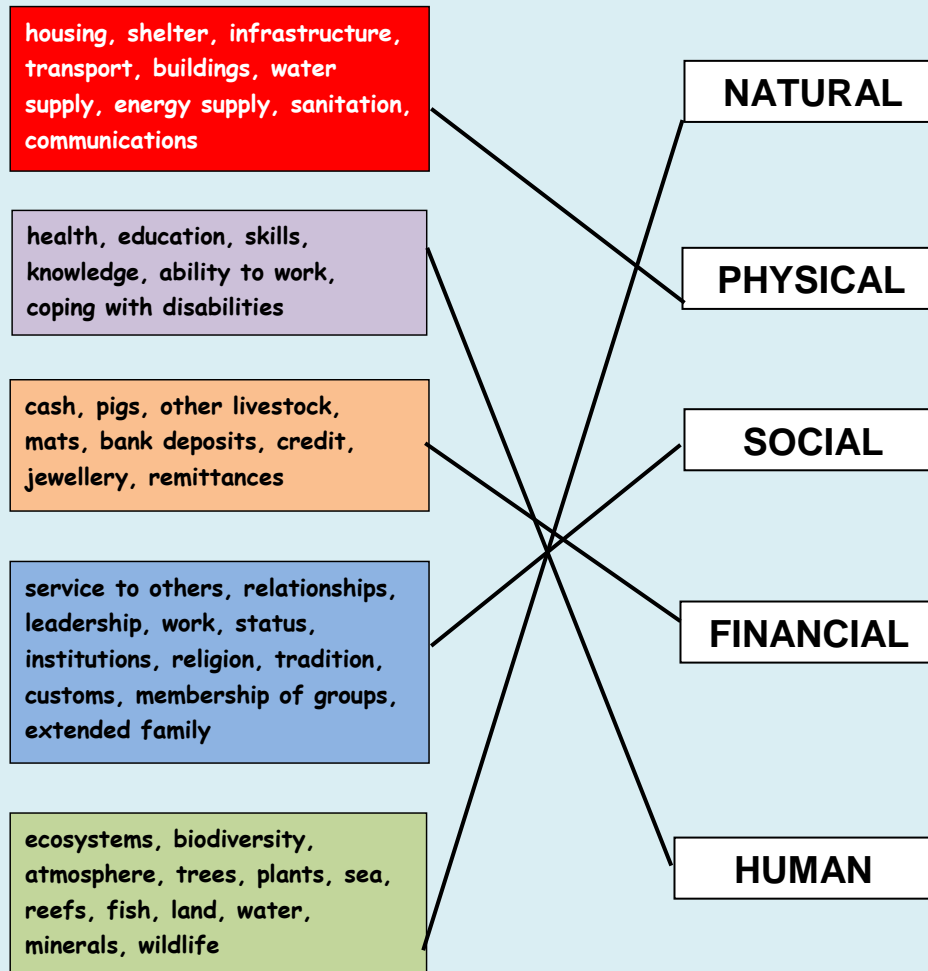 housing, shelter, infrastructure,
transport, buildings, water
supply, energy supply, sanitation,
communications
health, education, skills,
knowledge, ability to work,
coping with disabilities
cash, pigs, other livestock,
mats, bank deposits, credit,
jewellery, remittances
service to others, relationships,
leadership, work, status,
institutions, religion, tradition,
customs, membership of groups,
extended family
ecosystems, biodiversity,
atmosphere, trees, plants, sea,
reefs, fish, land, water,
minerals, wildlife
NATURAL
PHYSICAL
SOCIAL
FINANCIAL
HUMAN